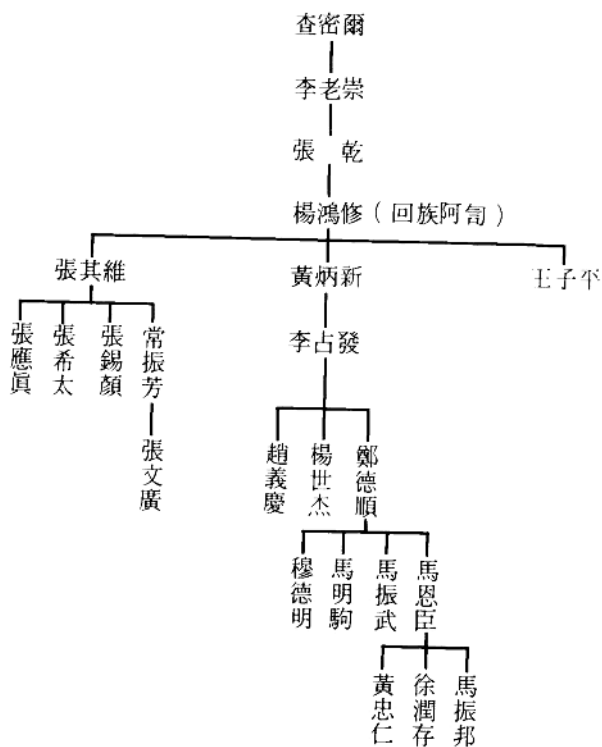 查密爾
李老崇
張　乾
楊鴻修（回族阿訇）
張其維
黃炳新
王子平
張應眞
張希太
張錫顏
常振芳
李占發
張文廣
趙義慶
楊世杰
鄭德順
穆德明
馬明駒
馬振武
馬恩臣
黃忠仁
徐潤存
馬振邦